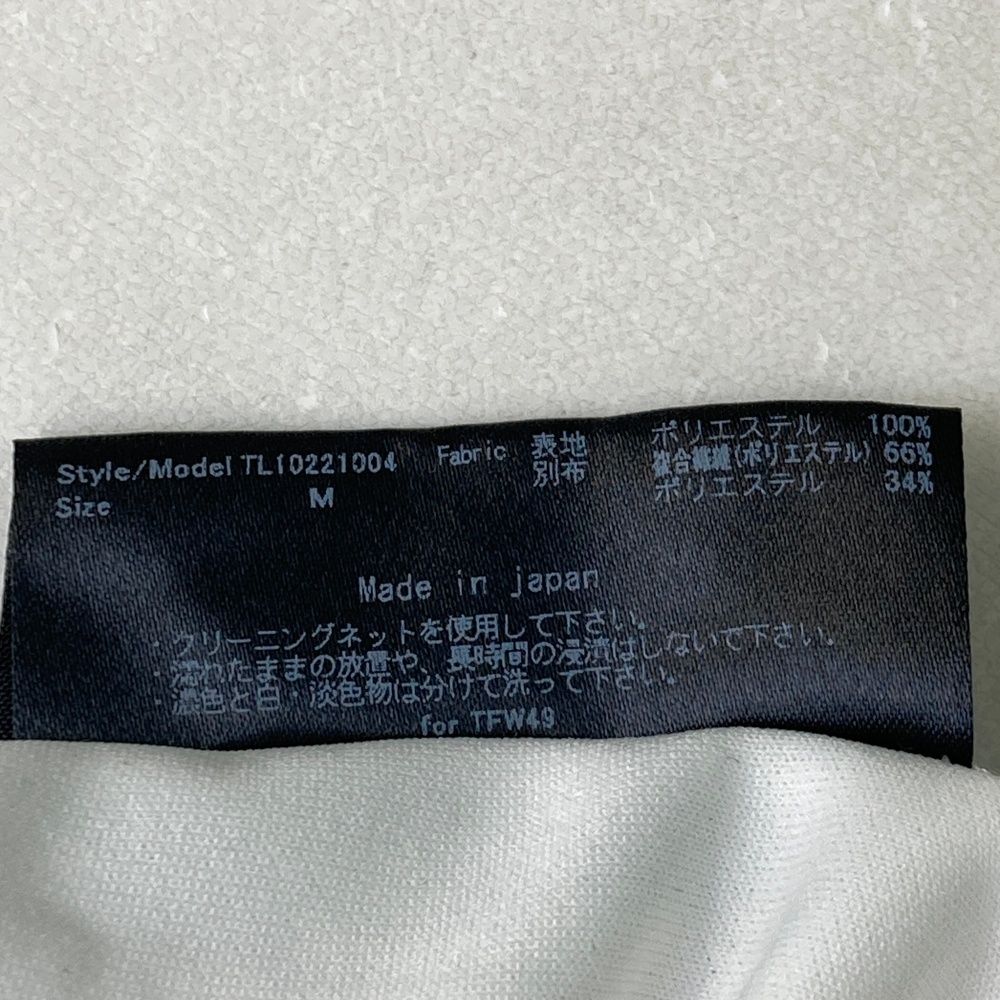 Style/Model TL10221004 Fabric 表地 ポリエステル 100%
別布 複合繊維(ポリエステル) 66%
Size M ポリエステル 34%
Made in japan
・クリーニングネットを使用して下さい。
・濡れたままの放置や、長時間の浸漬はしないで下さい。
・濃色と白・淡色物は分けて洗って下さい。
for TFW49